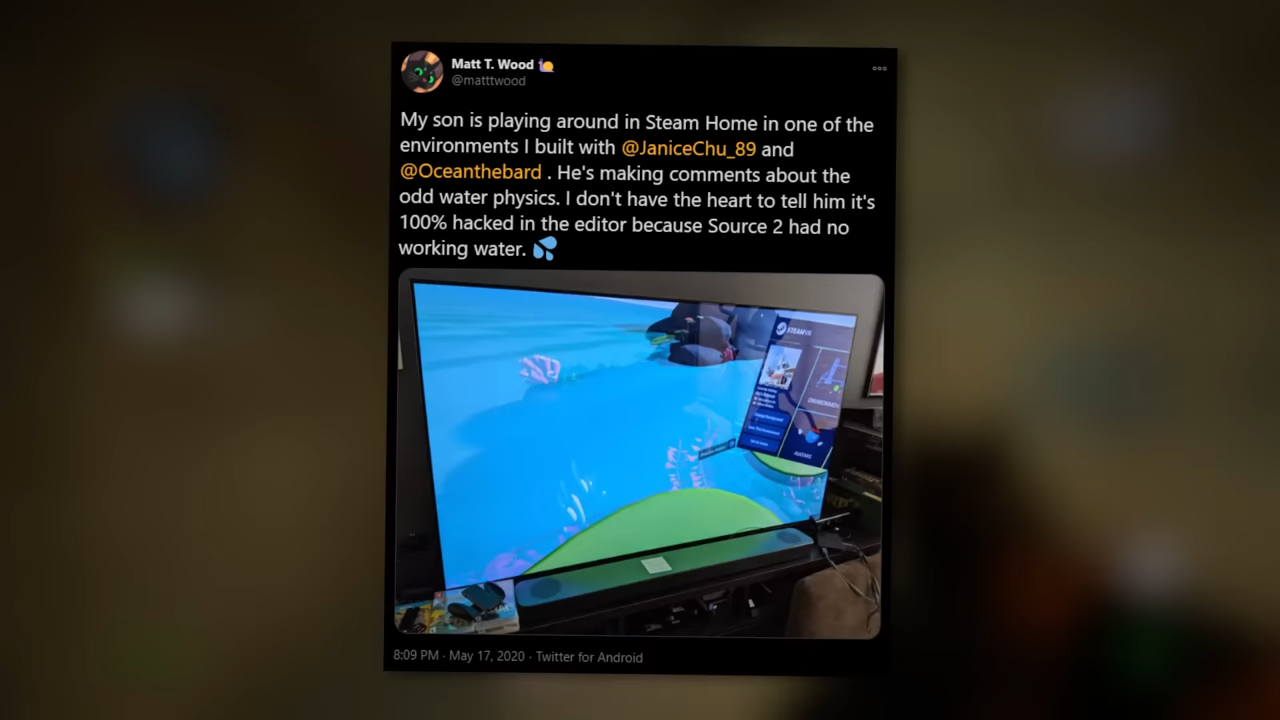 Matt T. Wood
@matttwood
My son is playing around in Steam Home in one of the
environments I built with @JaniceChu_89 and
@Oceanthebard . He's making comments about the
odd water physics. I don't have the heart to tell him it's
100% hacked in the editor because Source 2 had no
working water.
STEAMVR
ENVIRONMENTS
AVATARS
8:09 PM · May 17, 2020 · Twitter for Android